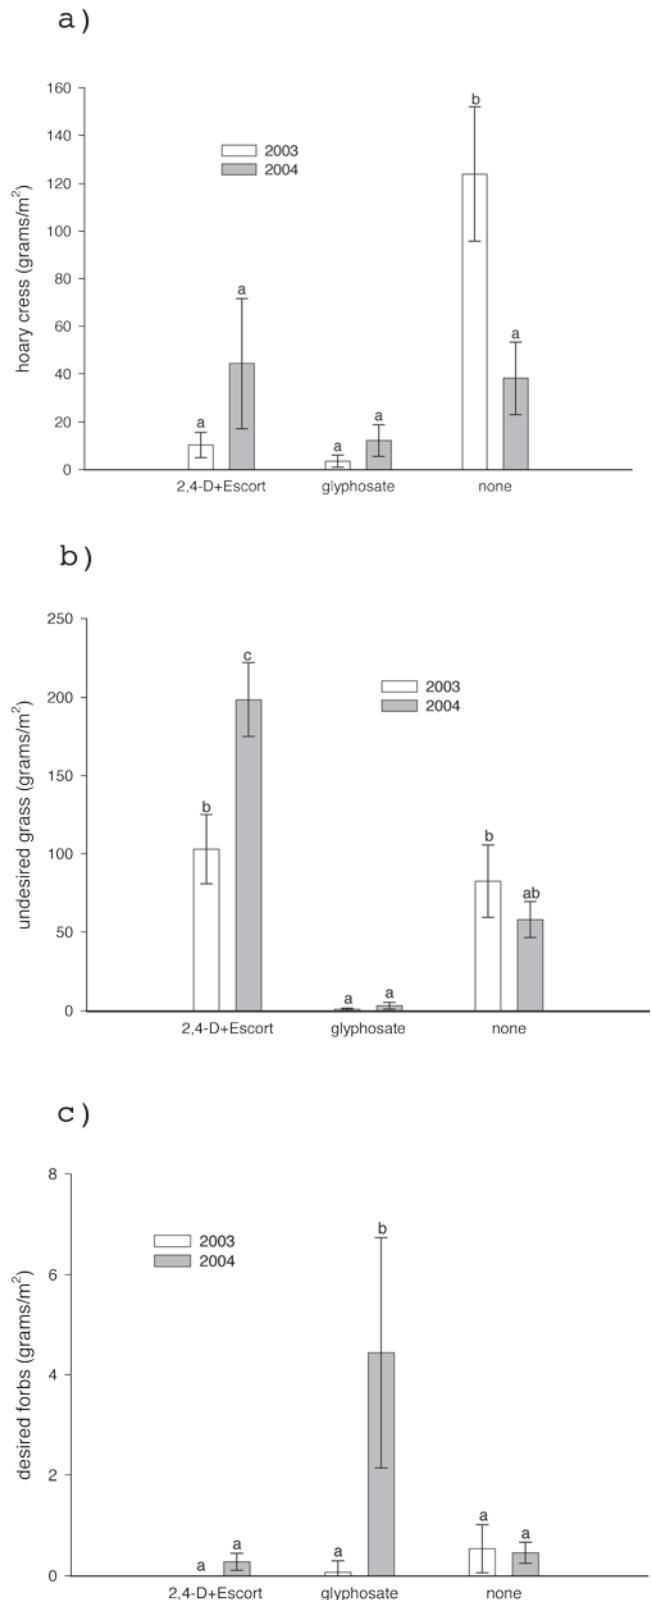 a)
160
b
2003
140
2004
120
100
hoary cress (grams/m²)
80
a
60
a
40
a
a
20
a
0
2,4-D+Escort glyphosate none
b)
250
c
2003
2004
200
undesired grass (grams/m²)
150
b
b
100
ab
50
a a
0
2,4-D+Escort glyphosate none
c)
8
b
2003
2004
6
desired forbs (grams/m²)
4
2
a
a a
a a
a
0
2,4-D+Escort glyphosate none